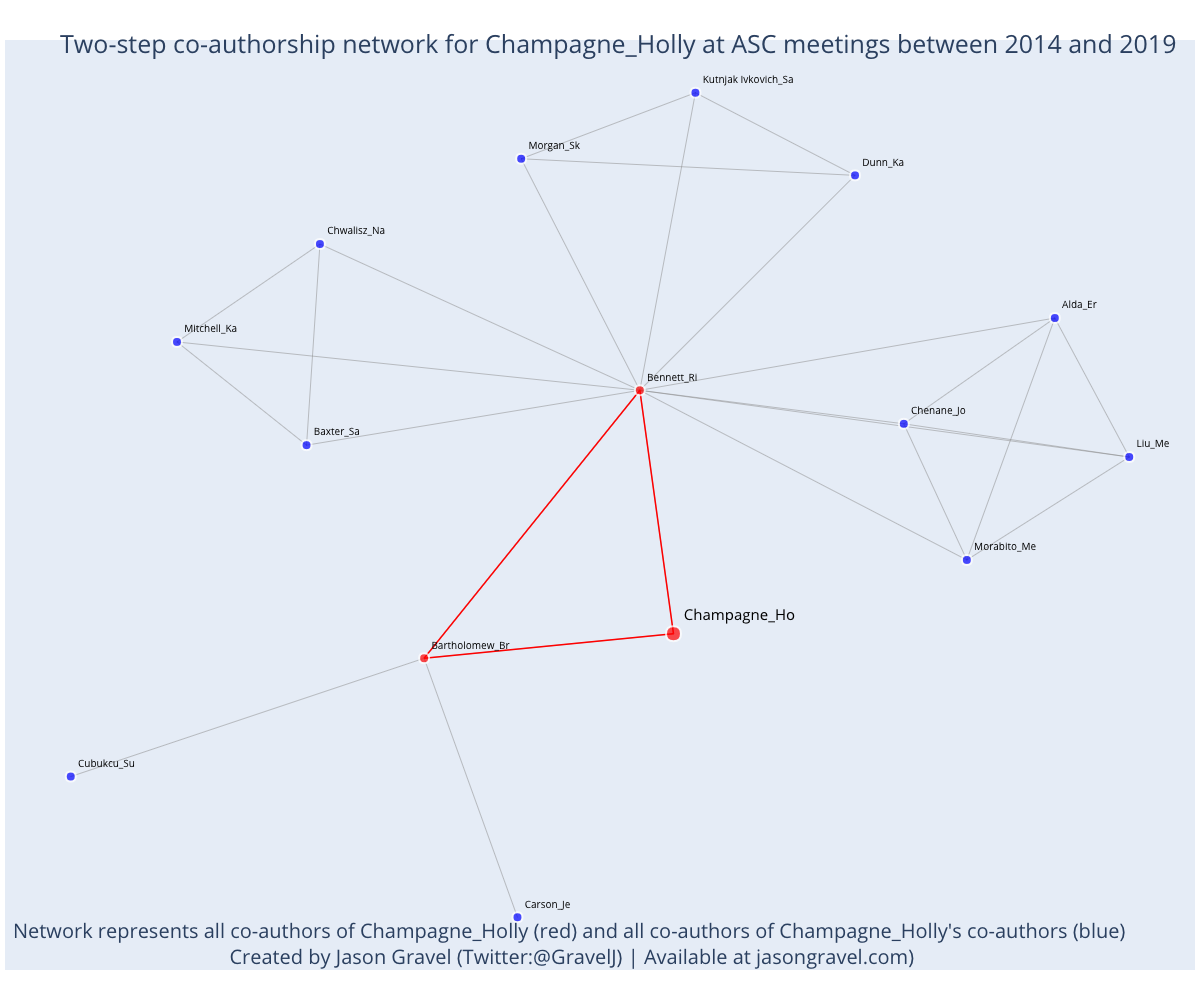 Two-step co-authorship network for Champagne_Holly at ASC meetings between 2014 and 2019
Kutnjak Ivkovich_Sa
Morgan_Sk
Dunn_Ka
Chwalisz_Na
Alda_Er
Mitchell_Ka
Bennett_Ri
Chenane_Jo
Baxter_Sa
Liu_Me
Morabito_Me
Champagne_Ho
Bartholomew_Br
Cubukcu_Su
Carson_Je
Network represents all co-authors of Champagne_Holly (red) and all co-authors of Champagne_Holly's co-authors (blue)
Created by Jason Gravel (Twitter:@GravelJ) | Available at jasongravel.com)